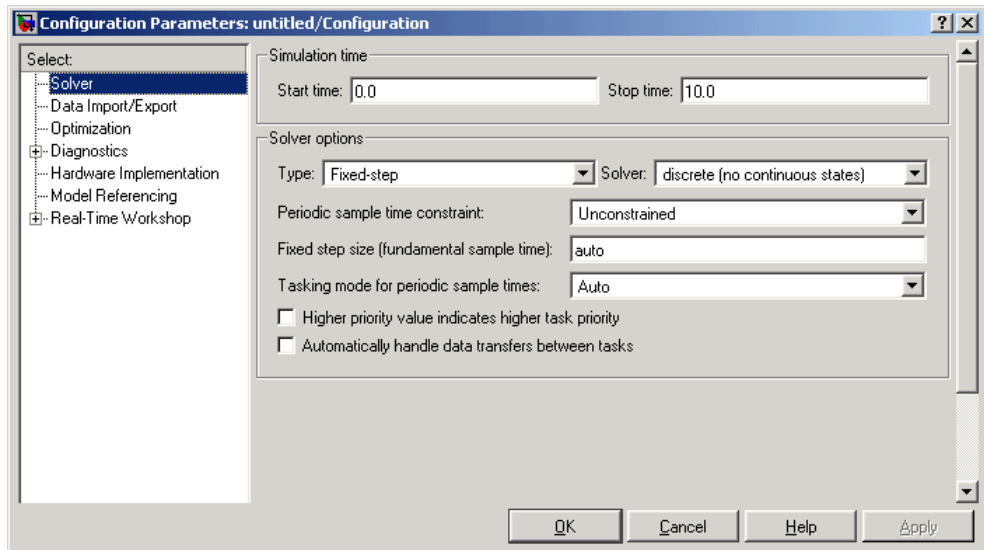 Configuration Parameters: untitled/Configuration
Select:
Solver
Data Import/Export
Optimization
Diagnostics
Hardware Implementation
Model Referencing
Real-Time Workshop
Simulation time
Start time: 0.0 Stop time: 10.0
Solver options
Type: Fixed-step Solver: discrete (no continuous states)
Periodic sample time constraint: Unconstrained
Fixed step size (fundamental sample time): auto
Tasking mode for periodic sample times: Auto
Higher priority value indicates higher task priority
Automatically handle data transfers between tasks
OK Cancel Help Apply